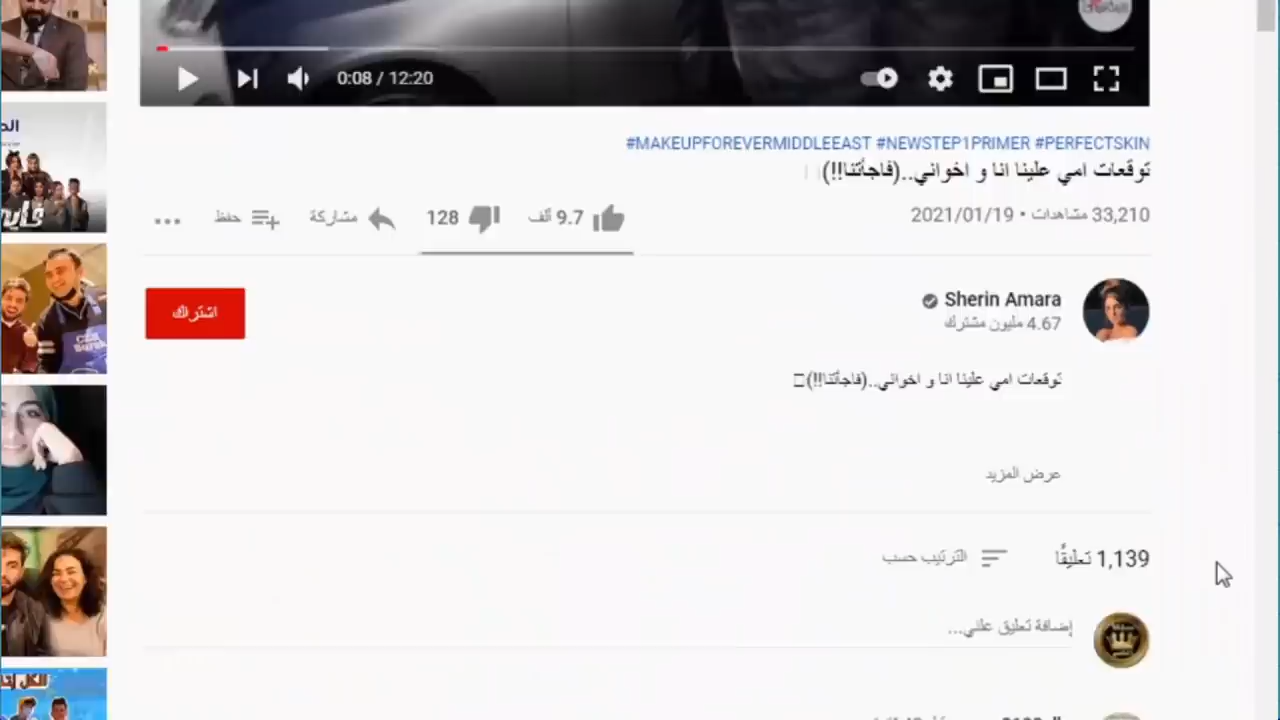 0:08 / 12:20
#MAKEUPFOREVERMIDDLEEAST #NEWSTEP1PRIMER #PERFECTSKIN
توقعات امي علينا انا و اخواني..(فاجأتنا!!)
33,210 مشاهدات • 2021/01/19
9.7 ألف
128
مشاركة
حفظ
Sherin Amara
4.67 مليون مشترك
اشتراك
توقعات امي علينا انا و اخواني..(فاجأتنا!!)
عرض المزيد
1,139 تعليقًا
الترتيب حسب
إضافة تعليق علني...